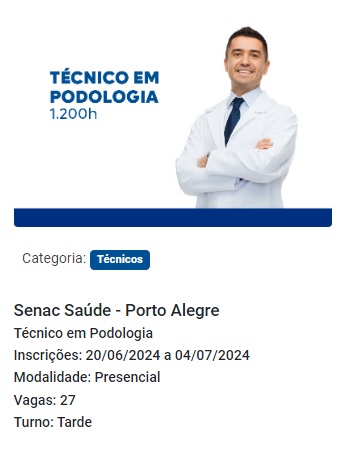 TÉCNICO EM
PODOLOGIA
1.200h
Categoria: Técnicos
Senac Saúde - Porto Alegre
Técnico em Podologia
Inscrições: 20/06/2024 a 04/07/2024
Modalidade: Presencial
Vagas: 27
Turno: Tarde